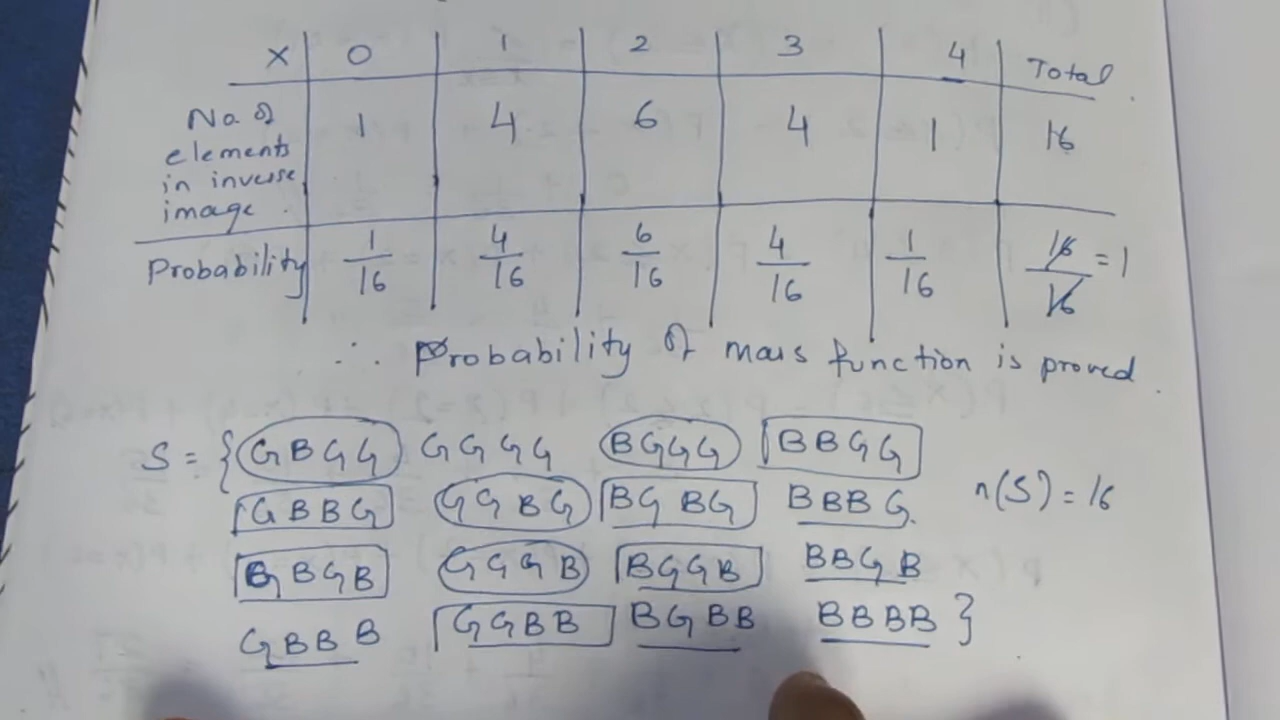 X 0 1 2 3 4 Total
No. of elements in inverse image 1 4 6 4 1 16
Probability 1/16 4/16 6/16 4/16 1/16 16/16 = 1
∴ Probability of mass function is proved.
S = { GBGG GGGG BGGG BBGG
GBBG GGBG BGBG BBBG n(S) = 16
GBGB GGGB BGGB BBGB
GBBB GGBB BGBB BBBB }